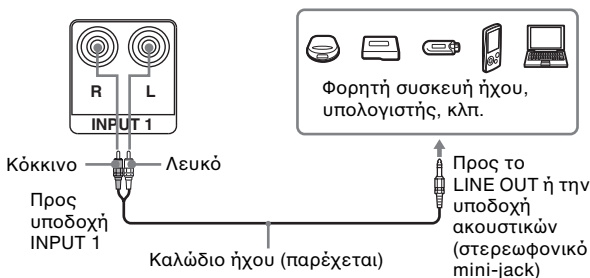 R
L
INPUT 1
Φορητή συσκευή ήχου,
υπολογιστής, κλπ.
Κόκκινο
Λευκό
Προς
υποδοχή
INPUT 1
Καλώδιο ήχου (παρέχεται)
Προς το
LINE OUT ή την
υποδοχή
ακουστικών
(στερεωφονικό
mini-jack)